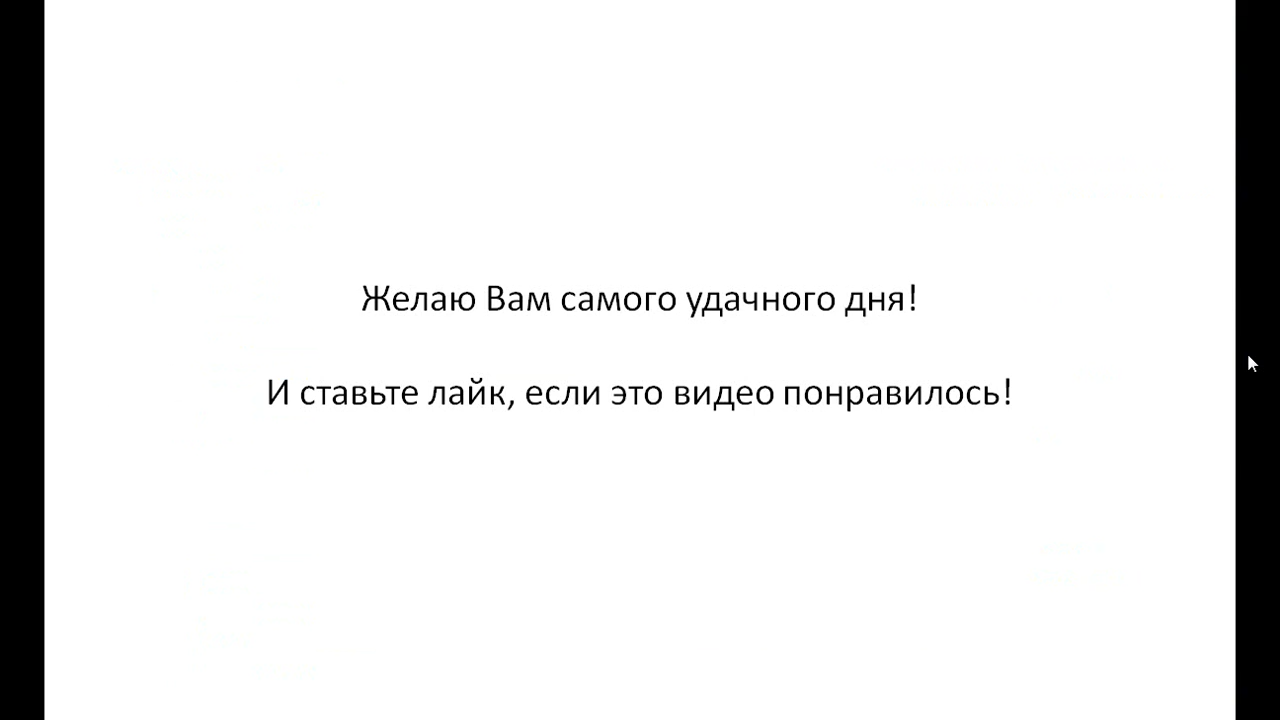 Желаю Вам самого удачного дня!
И ставьте лайк, если это видео понравилось!